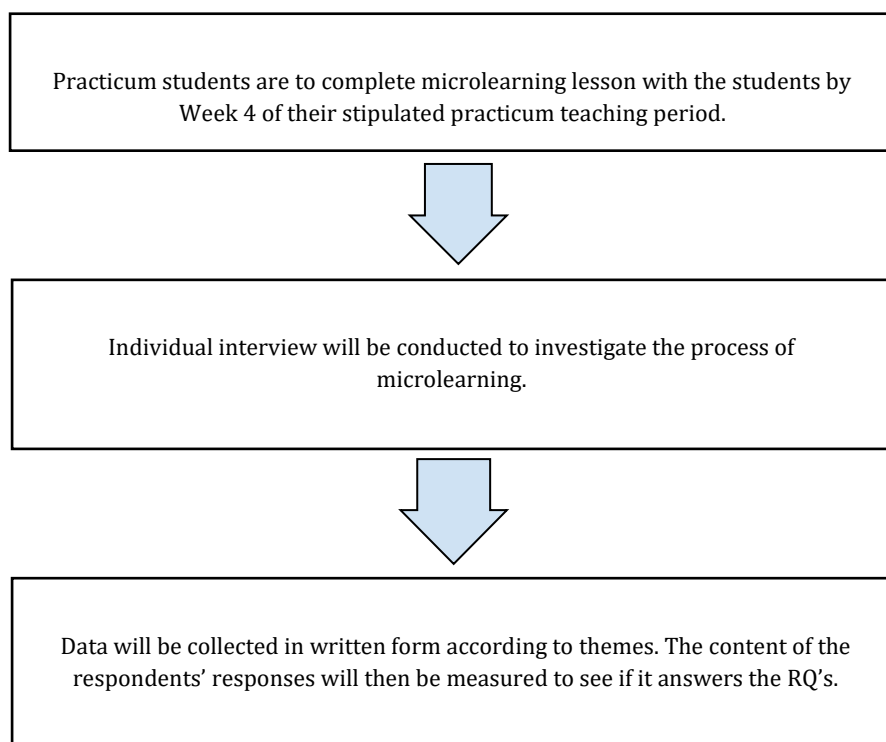 Practicum students are to complete microlearning lesson with the students by
Week 4 of their stipulated practicum teaching period.
Individual interview will be conducted to investigate the process of
microlearning.
Data will be collected in written form according to themes. The content of the
respondents’ responses will then be measured to see if it answers the RQ’s.